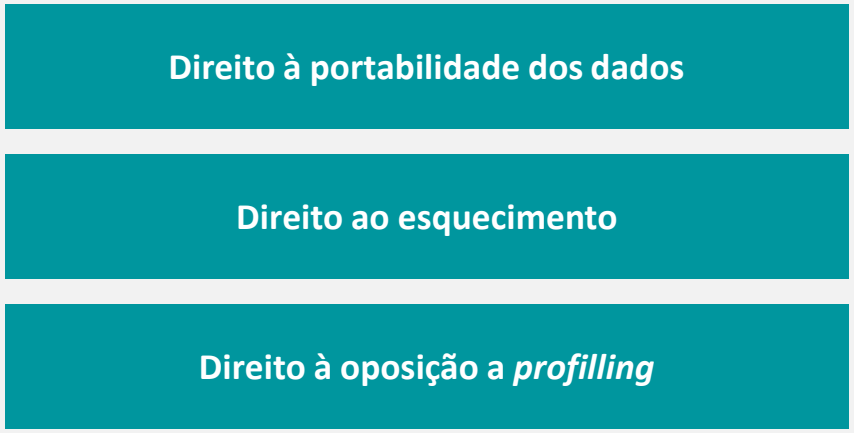 Direito à portabilidade dos dados
Direito ao esquecimento
Direito à oposição a profilling